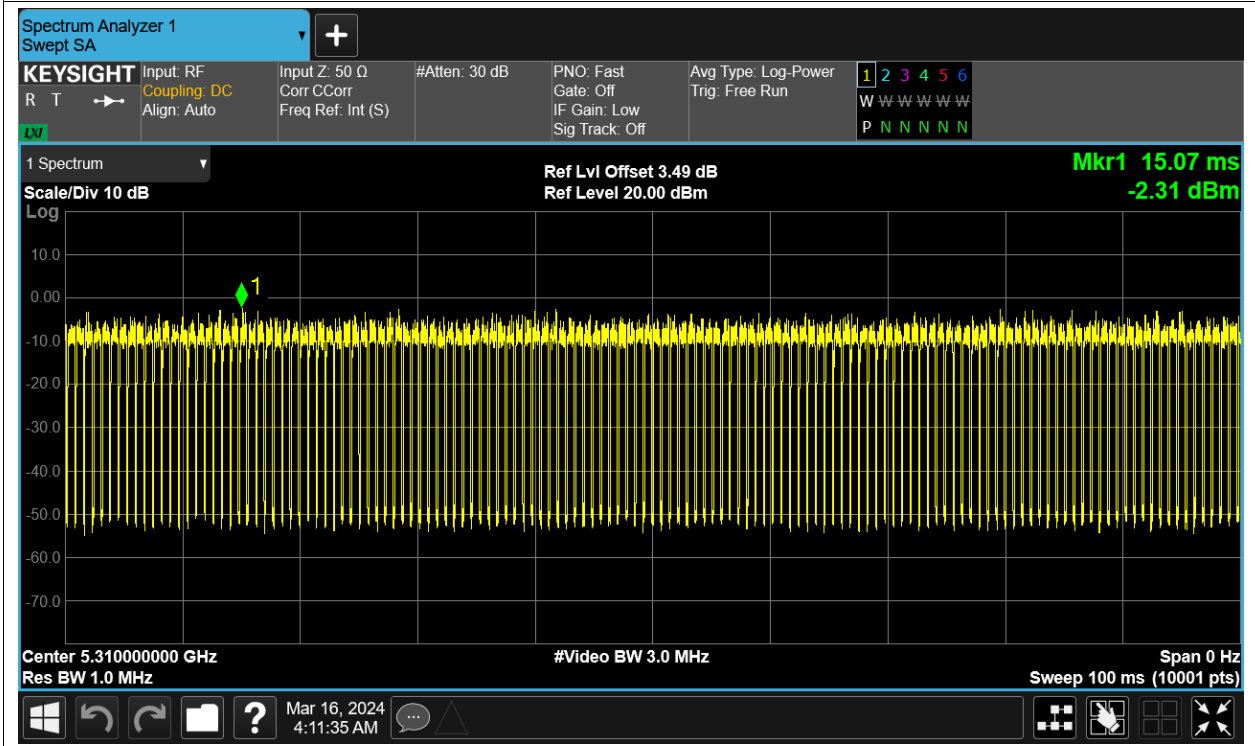 Spectrum Analyzer 1
Swept SA
KEYSIGHT
R T
LXI
Input: RF
Coupling: DC
Align: Auto
Input Z: 50 Ω
Corr CCorr
Freq Ref: Int (S)
#Atten: 30 dB
PNO: Fast
Gate: Off
IF Gain: Low
Sig Track: Off
Avg Type: Log-Power
Trig: Free Run
1 2 3 4 5 6
W W W W W W
P N N N N N
1 Spectrum
Scale/Div 10 dB
Ref Lvl Offset 3.49 dB
Ref Level 20.00 dBm
Mkr1 15.07 ms
-2.31 dBm
Log
10.0
1
0.00
-10.0
-20.0
-30.0
-40.0
-50.0
-60.0
-70.0
Center 5.310000000 GHz
#Video BW 3.0 MHz
Span 0 Hz
Res BW 1.0 MHz
Sweep 100 ms (10001 pts)
?
Mar 16, 2024
4:11:35 AM